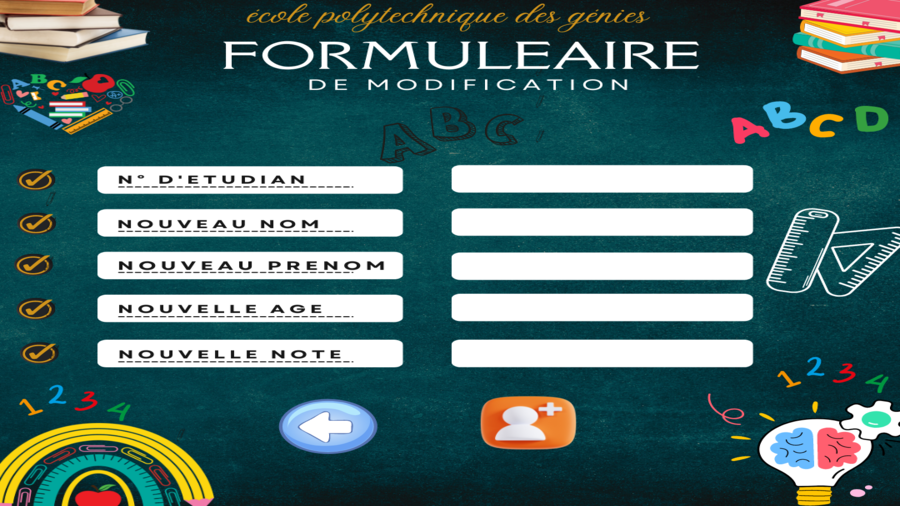 école polytechnique des génies
FORMULEAIRE
DE MODIFICATION
ABC
ABC
ABCD
N° D'ETUDIAN
NOUVEAU NOM
NOUVEAU PRENOM
NOUVELLE AGE
NOUVELLE NOTE
1234
1234